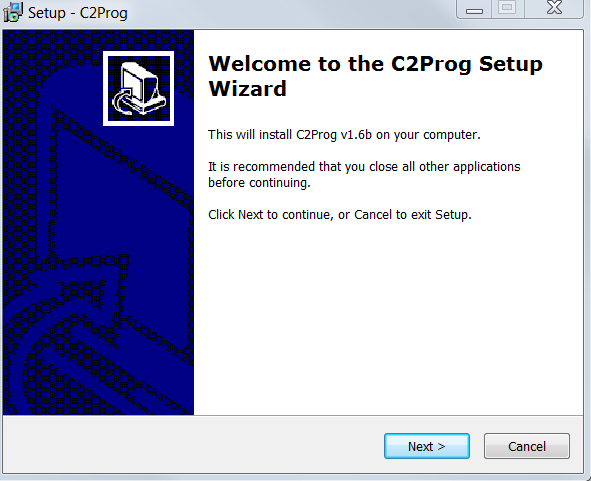 Setup - C2Prog
Welcome to the C2Prog Setup
Wizard
This will install C2Prog v1.6b on your computer.
It is recommended that you close all other applications
before continuing.
Click Next to continue, or Cancel to exit Setup.
Next >
Cancel